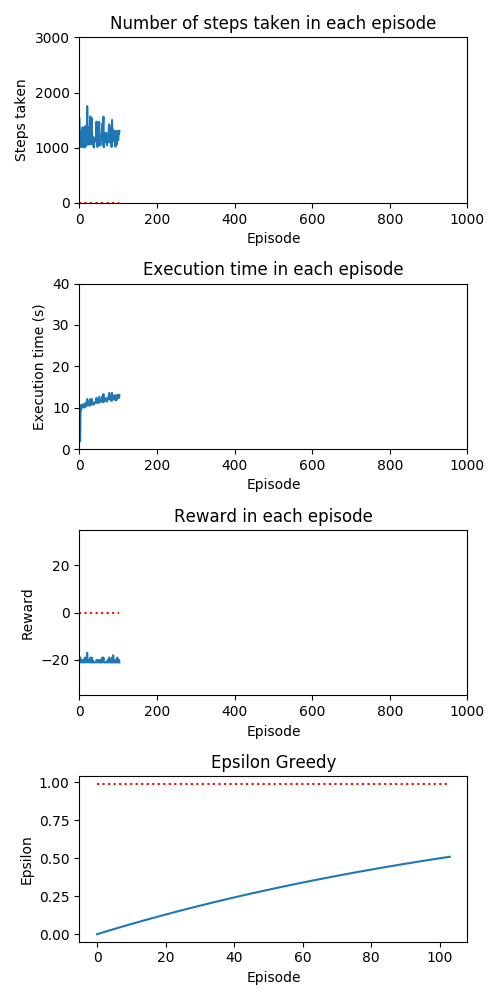 Number of steps taken in each episode
3000
2000
1000
0
Steps taken
0 200 400 600 800 1000
Episode
Execution time in each episode
40
30
20
10
0
Execution time (s)
0 200 400 600 800 1000
Episode
Reward in each episode
20
0
−20
Reward
0 200 400 600 800 1000
Episode
Epsilon Greedy
1.00
0.75
0.50
0.25
0.00
Epsilon
0 20 40 60 80 100
Episode